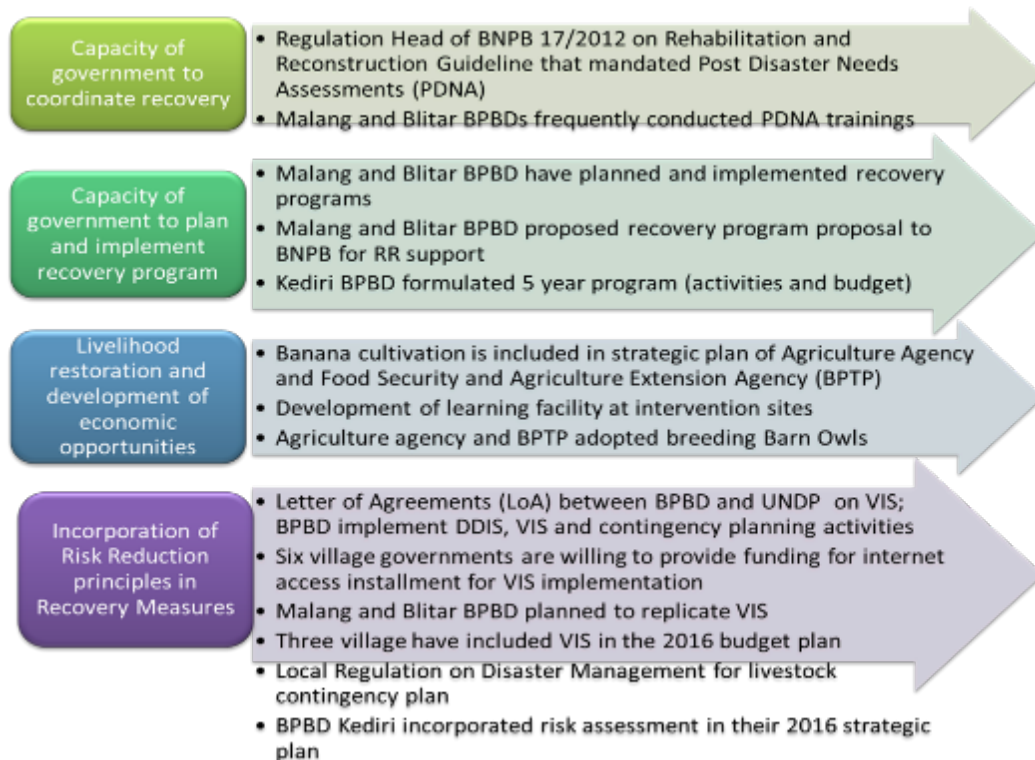 Capacity of
government to
coordinate recovery
• Regulation Head of BNPB 17/2012 on Rehabilitation and
Reconstruction Guideline that mandated Post Disaster Needs
Assessments (PDNA)
• Malang and Blitar BPBDs frequently conducted PDNA trainings
Capacity of
government to plan
and implement
recovery program
• Malang and Blitar BPBD have planned and implemented recovery
programs
• Malang and Blitar BPBD proposed recovery program proposal to
BNPB for RR support
• Kediri BPBD formulated 5 year program (activities and budget)
Livelihood
restoration and
development of
economic
opportunities
• Banana cultivation is included in strategic plan of Agriculture Agency
and Food Security and Agriculture Extension Agency (BPTP)
• Development of learning facility at intervention sites
• Agriculture agency and BPTP adopted breeding Barn Owls
Incorporation of
Risk Reduction
principles in
Recovery Measures
• Letter of Agreements (LoA) between BPBD and UNDP on VIS;
BPBD implement DDIS, VIS and contingency planning activities
• Six village governments are willing to provide funding for internet
access installment for VIS implementation
• Malang and Blitar BPBD planned to replicate VIS
• Three village have included VIS in the 2016 budget plan
• Local Regulation on Disaster Management for livestock
contingency plan
• BPBD Kediri incorporated risk assessment in their 2016 strategic
plan